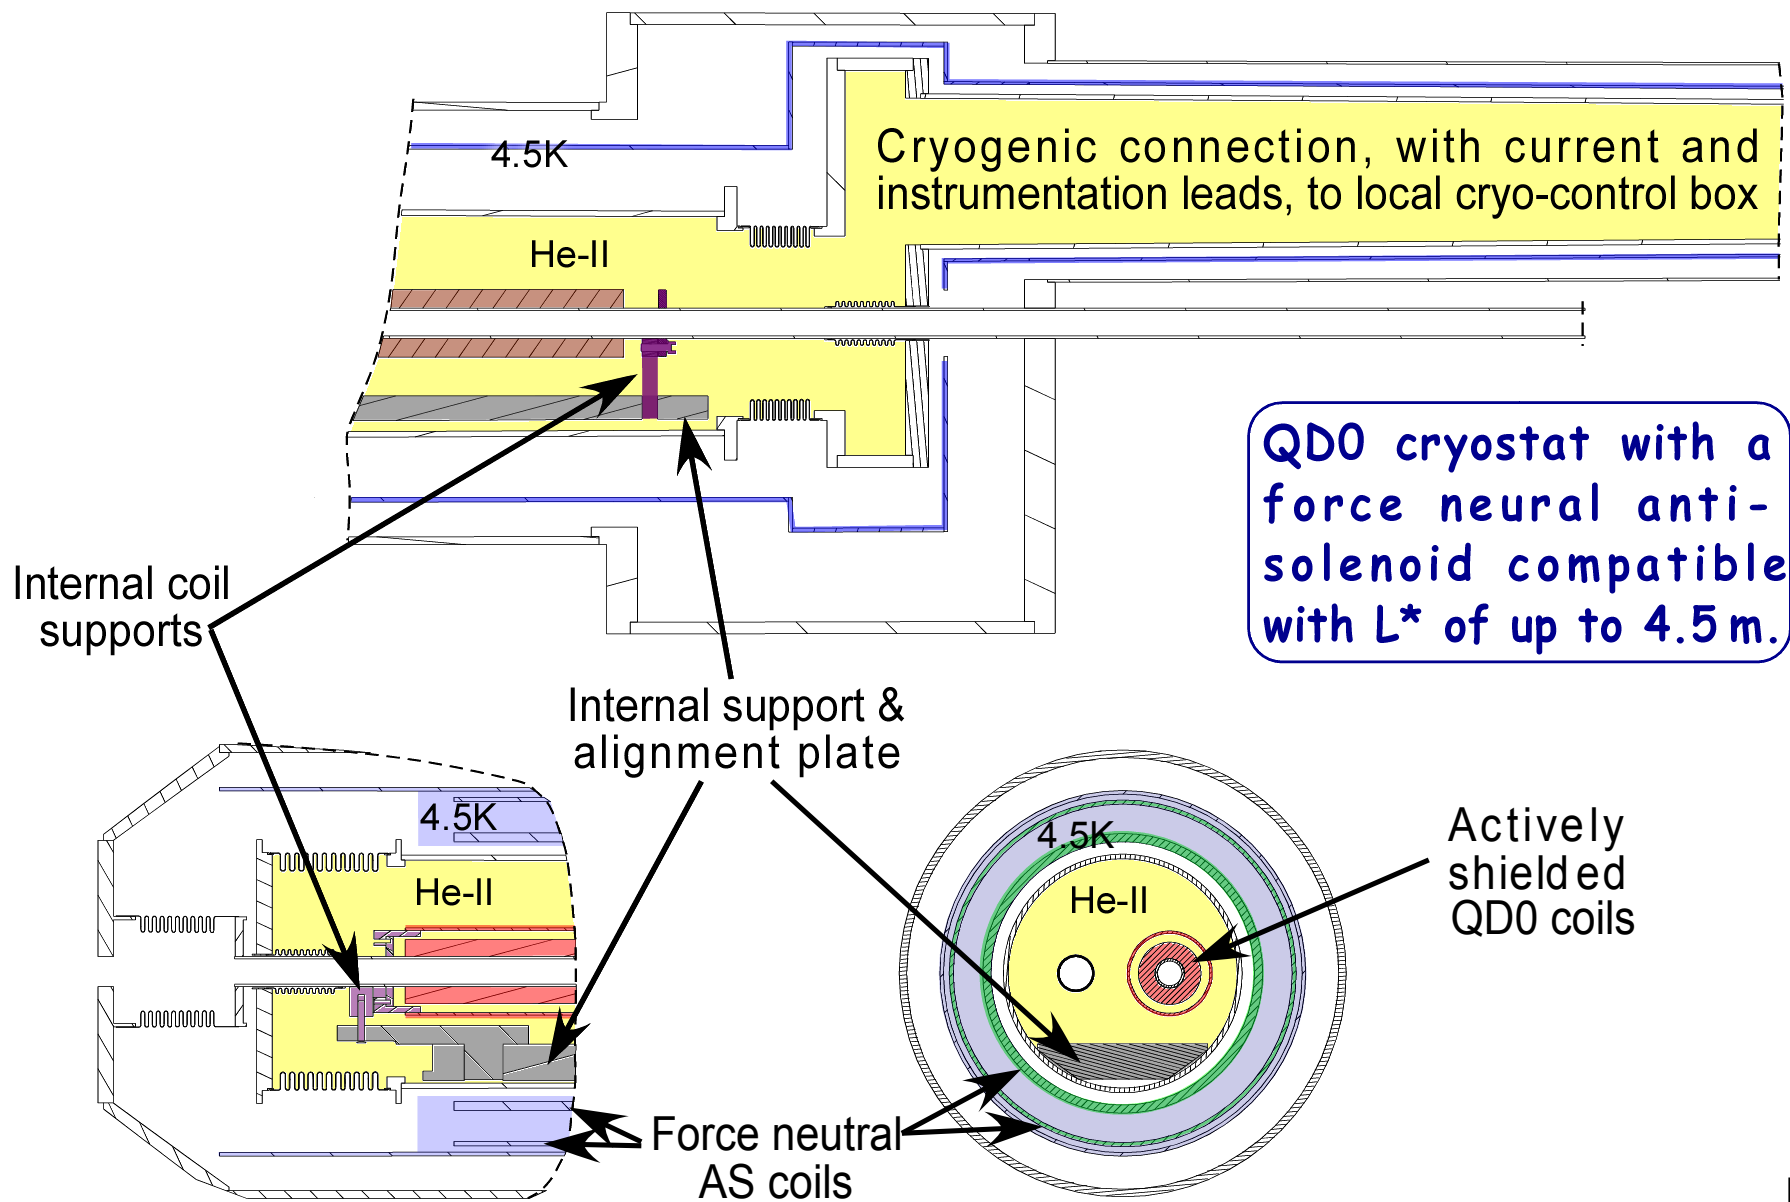 4.5K
Cryogenic connection, with current and
instrumentation leads, to local cryo-control box
He-II
QD0 cryostat with a
force neural anti-
solenoid compatible
with L* of up to 4.5 m.
Internal coil
supports
Internal support &
alignment plate
4.5K
He-II
4.5K
He-II
Actively
shielded
QD0 coils
Force neutral
AS coils